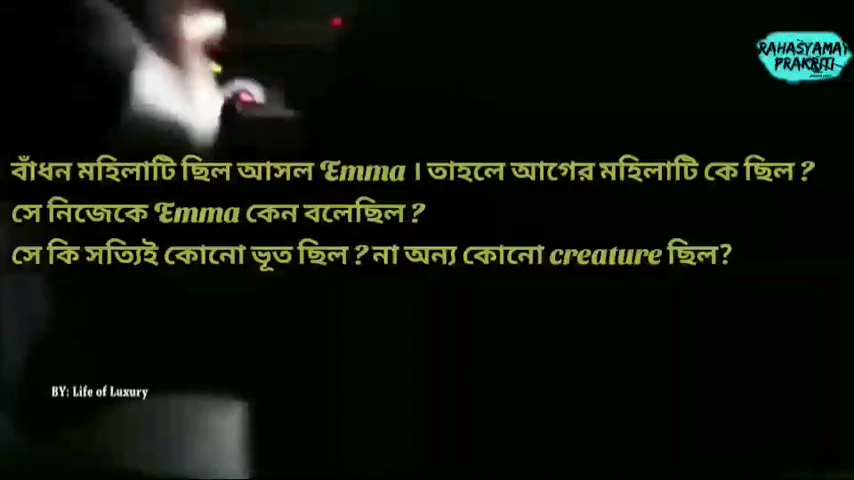 RAHASYAMAY
PRAKRITI
বাঁধন মহিলাটি ছিল আসল Emma । তাহলে আগের মহিলাটি কে ছিল ?
সে নিজেকে Emma কেন বলেছিল ?
সে কি সত্যিই কোনো ভূত ছিল ? না অন্য কোনো creature ছিল?
BY: Life of Luxury